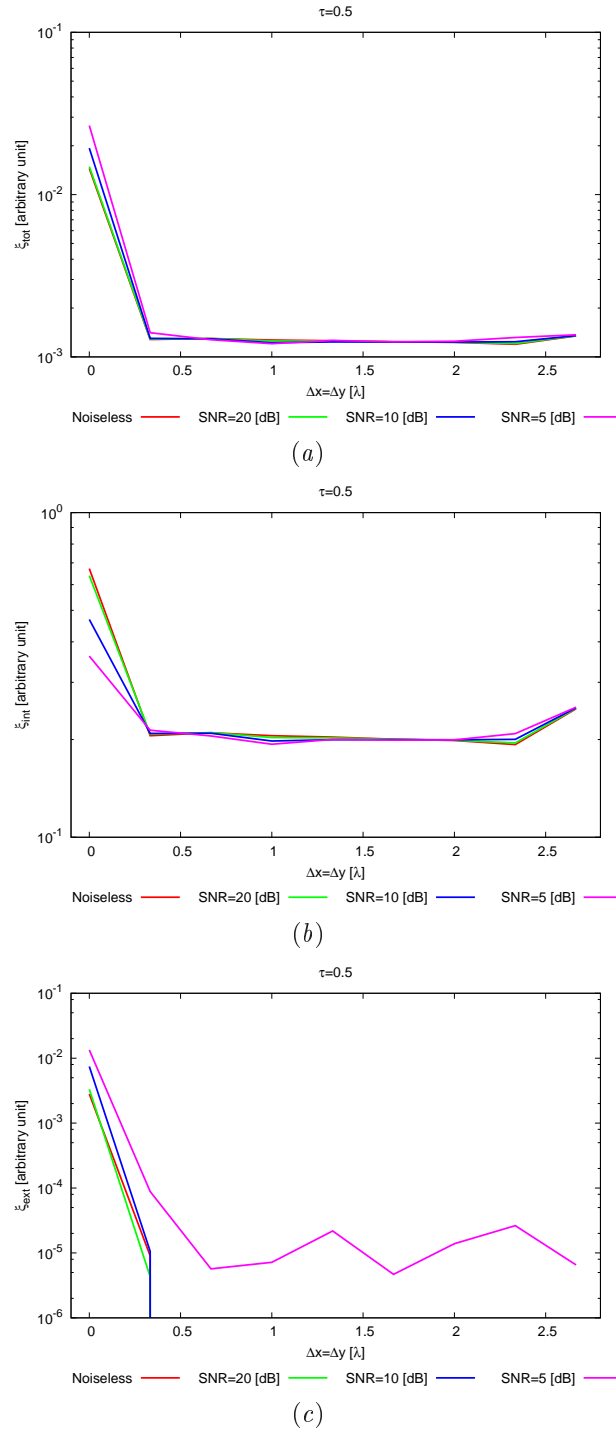 τ=0.5
10⁻¹
10⁻²
10⁻³
ξtot [arbitrary unit]
0 0.5 1 1.5 2 2.5
Δx=Δy [λ]
Noiseless SNR=20 [dB] SNR=10 [dB] SNR=5 [dB]
(a)
τ=0.5
10⁰
10⁻¹
ξint [arbitrary unit]
0 0.5 1 1.5 2 2.5
Δx=Δy [λ]
Noiseless SNR=20 [dB] SNR=10 [dB] SNR=5 [dB]
(b)
τ=0.5
10⁻¹
10⁻²
10⁻³
10⁻⁴
10⁻⁵
10⁻⁶
ξext [arbitrary unit]
0 0.5 1 1.5 2 2.5
Δx=Δy [λ]
Noiseless SNR=20 [dB] SNR=10 [dB] SNR=5 [dB]
(c)